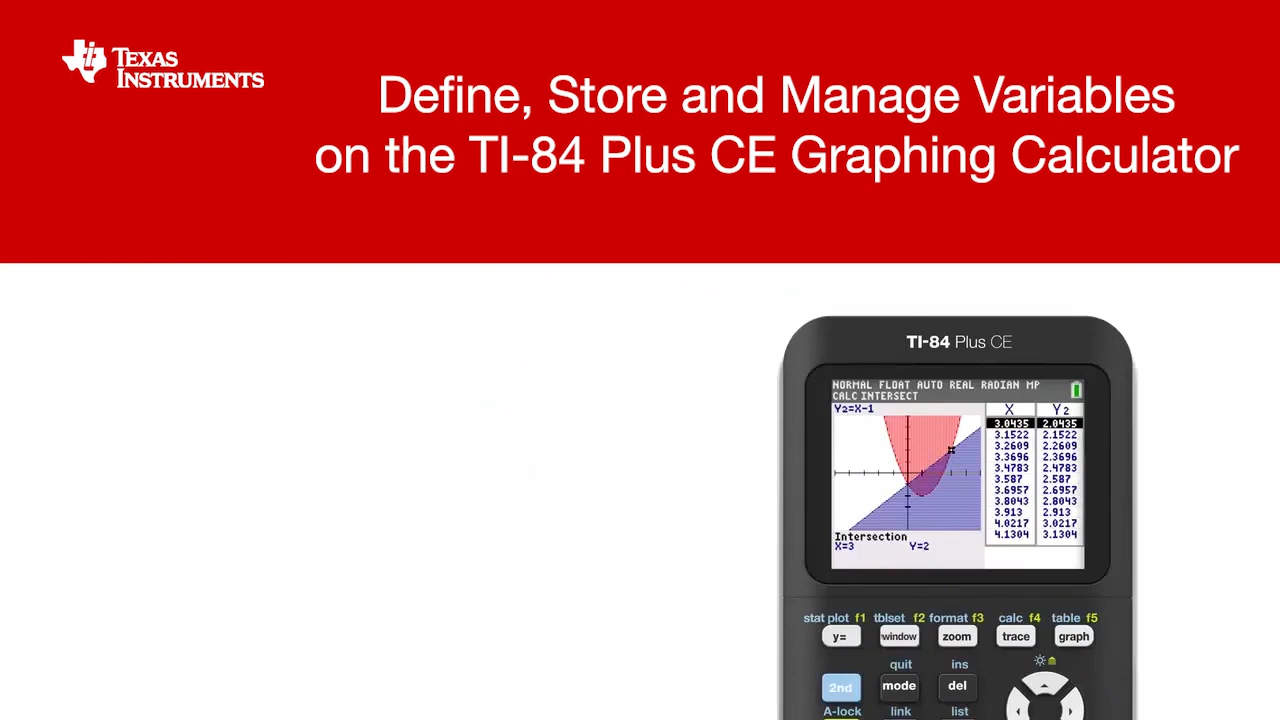 TEXAS
INSTRUMENTS
Define, Store and Manage Variables
on the TI-84 Plus CE Graphing Calculator
TI-84 Plus CE
NORMAL FLOAT AUTO REAL RADIAN MP
CALC INTERSECT
Y2=X-1
X Y2
3.0435 2.0435
3.1522 2.1522
3.2609 2.2609
3.3696 2.3696
3.4783 2.4783
3.587 2.587
3.6957 2.6957
3.8043 2.8043
3.913 2.913
4.0217 3.0217
4.1304 3.1304
Intersection
X=3 Y=2
stat plot f1 tblset f2 format f3 calc f4 table f5
y= window zoom trace graph
quit ins
2nd mode del
A-lock link list